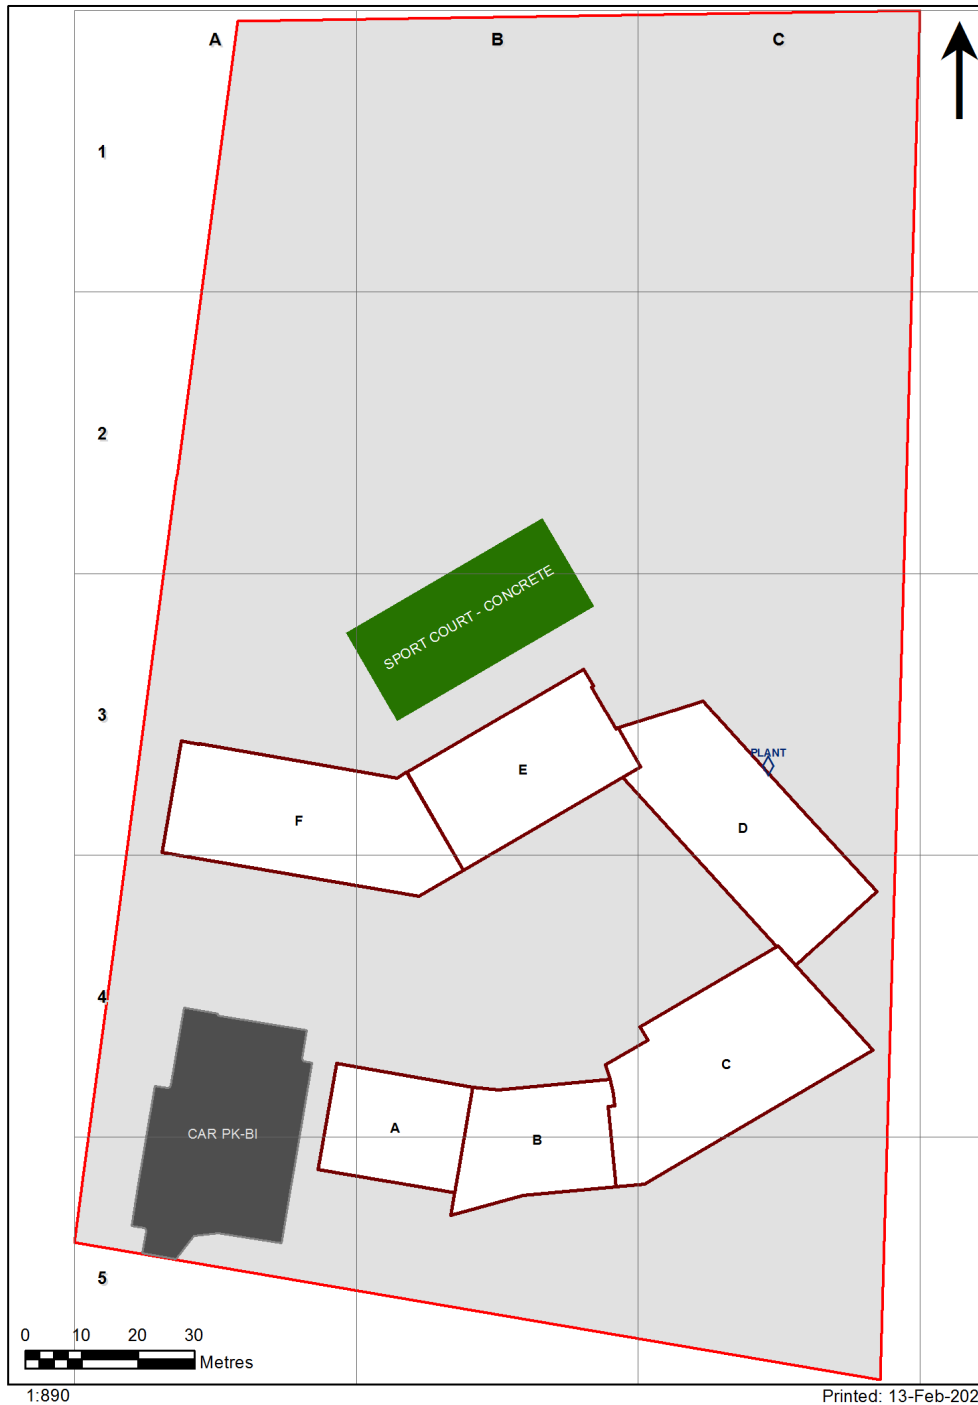 A B C
1
2
SPORT COURT - CONCRETE
3
PLANT
E
F
D
4
C
A
CAR PK-BI
B
5
0 10 20 30
Metres
1:890
Printed: 13-Feb-202